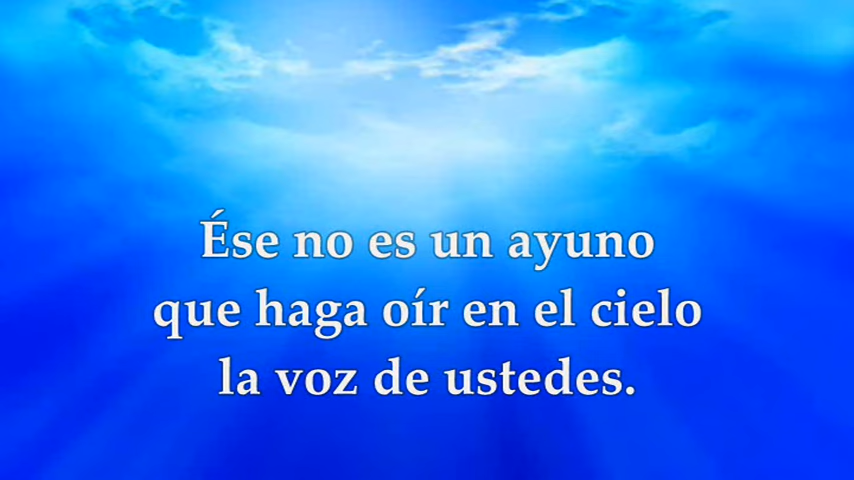 Ése no es un ayuno
que haga oír en el cielo
la voz de ustedes.